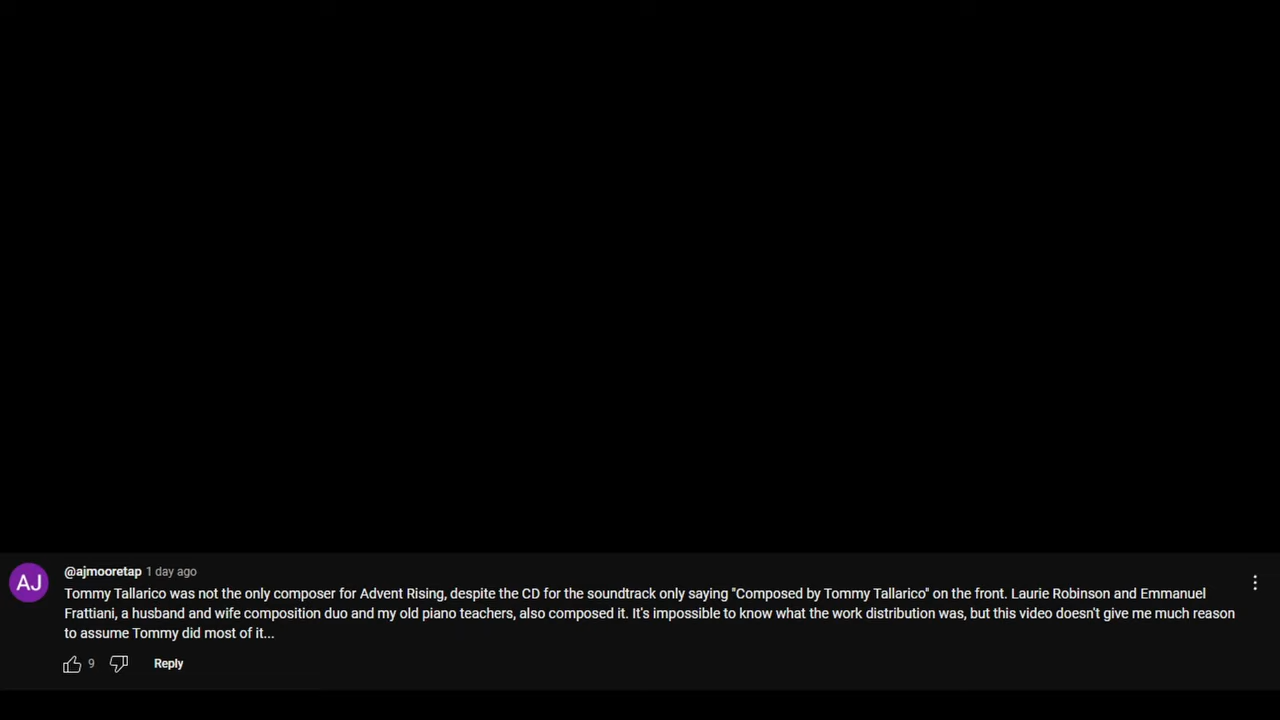 AJ
@ajmooretap 1 day ago
Tommy Tallarico was not the only composer for Advent Rising, despite the CD for the soundtrack only saying "Composed by Tommy Tallarico" on the front. Laurie Robinson and Emmanuel
Frattiani, a husband and wife composition duo and my old piano teachers, also composed it. It's impossible to know what the work distribution was, but this video doesn't give me much reason
to assume Tommy did most of it...
9 Reply